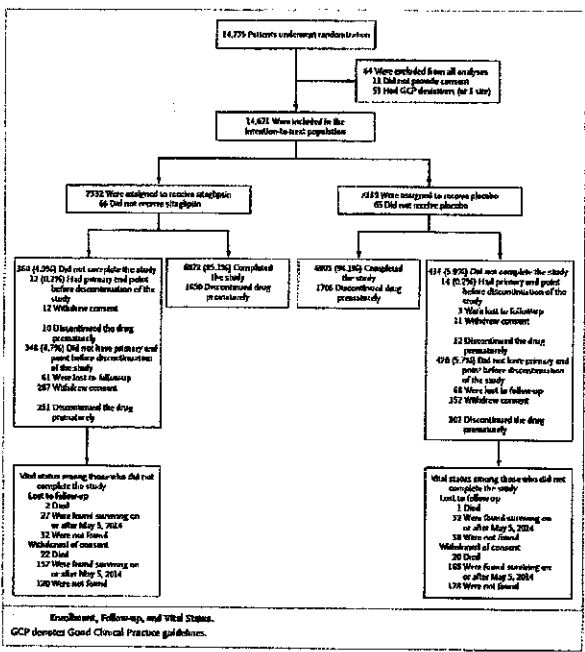 14,735 Patients underwent randomization
64 Were excluded from all analyses
11 Did not provide consent
53 Had GCP deviations (at 1 site)
14,671 Were included in the
intention-to-treat population
7332 Were assigned to receive sitagliptin
66 Did not receive sitagliptin
7339 Were assigned to receive placebo
65 Did not receive placebo
360 (4.9%) Did not complete the study
12 (0.2%) Had primary end point
before discontinuation of the
study
12 Withdrew consent
10 Discontinued the drug
prematurely
348 (4.7%) Did not have primary end
point before discontinuation
of the study
61 Were lost to follow-up
287 Withdrew consent
251 Discontinued the drug
prematurely
6972 (95.1%) Completed
the study
1650 Discontinued drug
prematurely
6905 (94.1%) Completed
the study
1706 Discontinued drug
prematurely
434 (5.9%) Did not complete the study
14 (0.2%) Had primary end point
before discontinuation of the
study
3 Were lost to follow-up
11 Withdrew consent
12 Discontinued the drug
prematurely
420 (5.7%) Did not have primary end
point before discontinuation
of the study
68 Were lost to follow-up
352 Withdrew consent
302 Discontinued the drug
prematurely
Vital status among those who did not
complete the study
Lost to follow-up
2 Died
27 Were found surviving on
or after May 5, 2014
32 Were not found
Withdrawal of consent
22 Died
157 Were found surviving on
or after May 5, 2014
120 Were not found
Vital status among those who did not
complete the study
Lost to follow up
1 Died
32 Were found surviving on
or after May 5, 2014
38 Were not found
Withdrawal of consent
20 Died
165 Were found surviving on
or after May 5, 2014
178 Were not found
Enrollment, Follow-up, and Vital Status.
GCP denotes Good Clinical Practice guidelines.